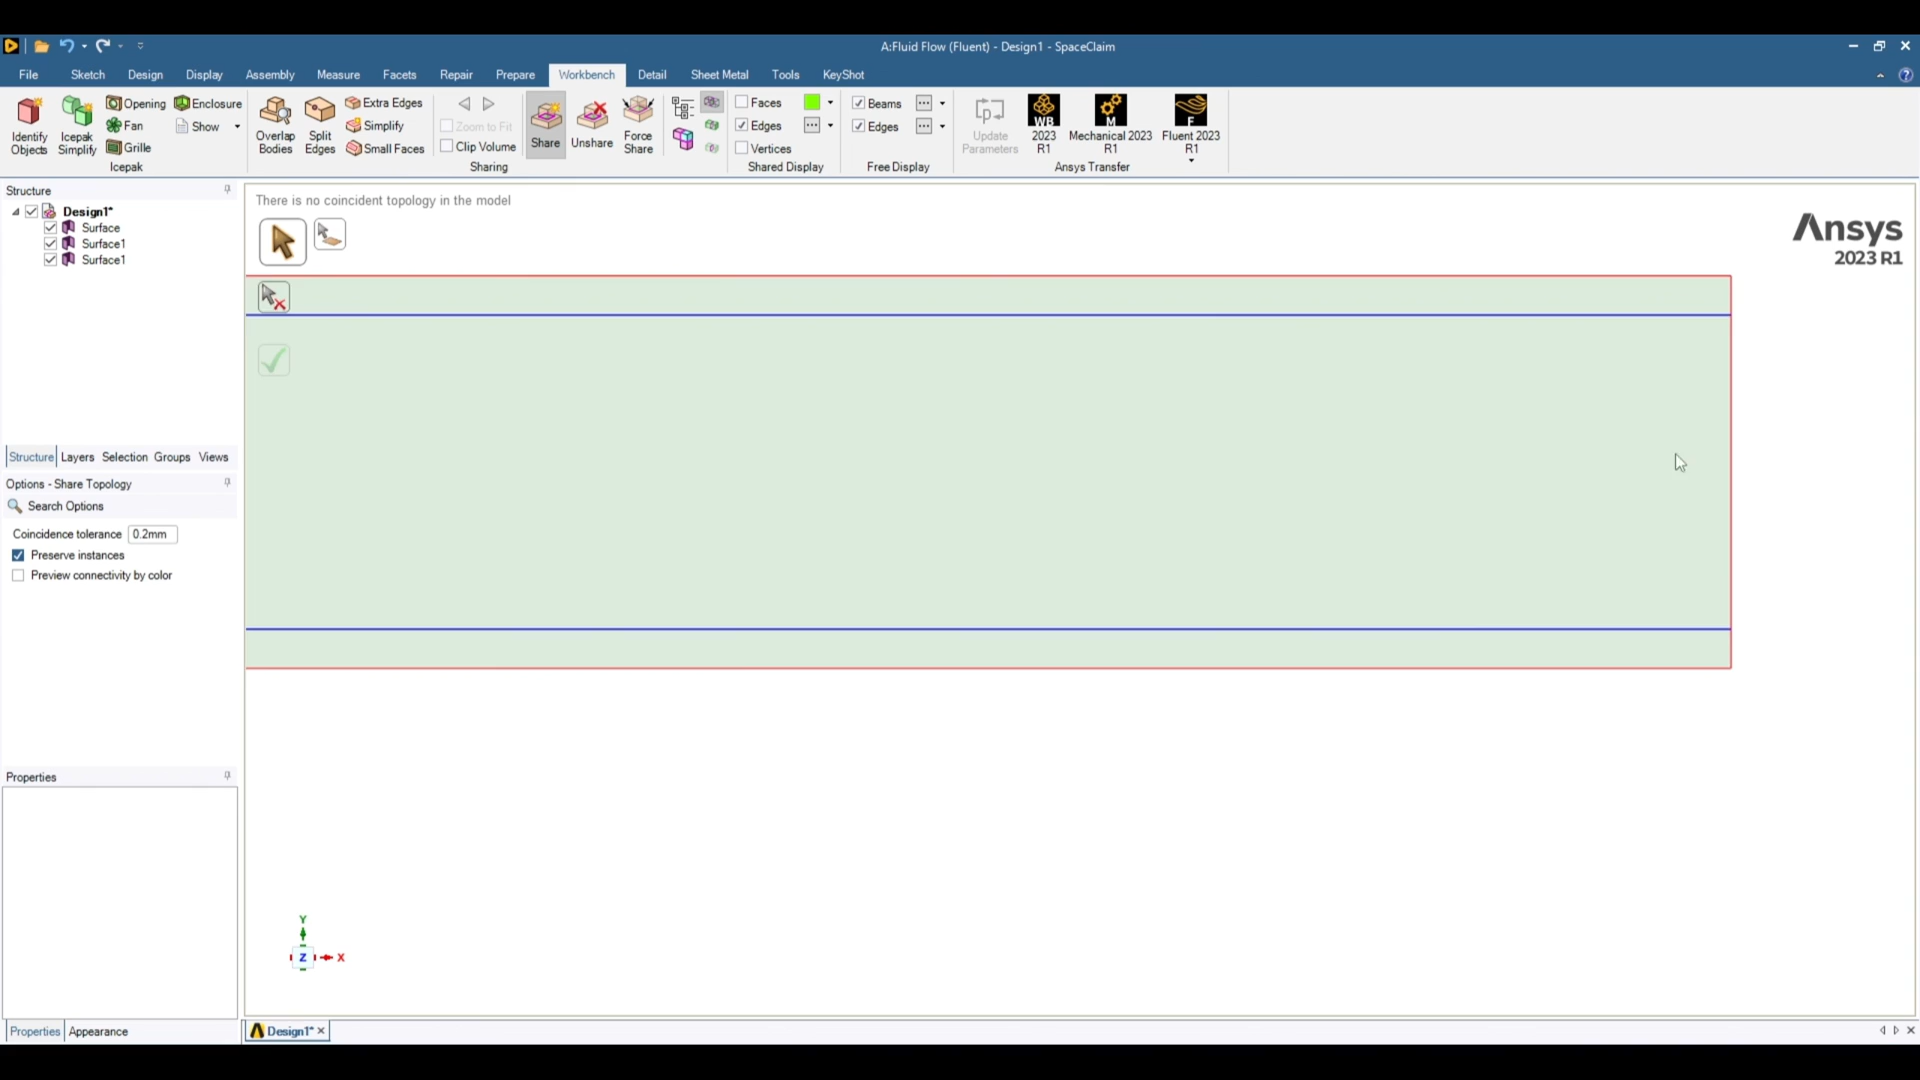 A:Fluid Flow (Fluent) - Design1 - SpaceClaim
File Sketch Design Display Assembly Measure Facets Repair Prepare Workbench Detail Sheet Metal Tools KeyShot
Identify Objects
Icepak Simplify
Opening
Fan
Grille
Enclosure
Show
Icepak
Overlap Bodies
Split Edges
Extra Edges
Simplify
Small Faces
Zoom to Fit
Clip Volume
Share
Unshare
Force Share
Sharing
Faces
Edges
Vertices
Shared Display
Beams
Edges
Free Display
Update Parameters
WB
2023 R1
M
Mechanical 2023 R1
F
Fluent 2023 R1
Ansys Transfer
Structure
Design1*
Surface
Surface1
Surface1
Structure Layers Selection Groups Views
Options - Share Topology
Search Options
Coincidence tolerance 0.2mm
Preserve instances
Preview connectivity by color
Properties
Properties Appearance
There is no coincident topology in the model
Ansys
2023 R1
Y
Z X
Design1*